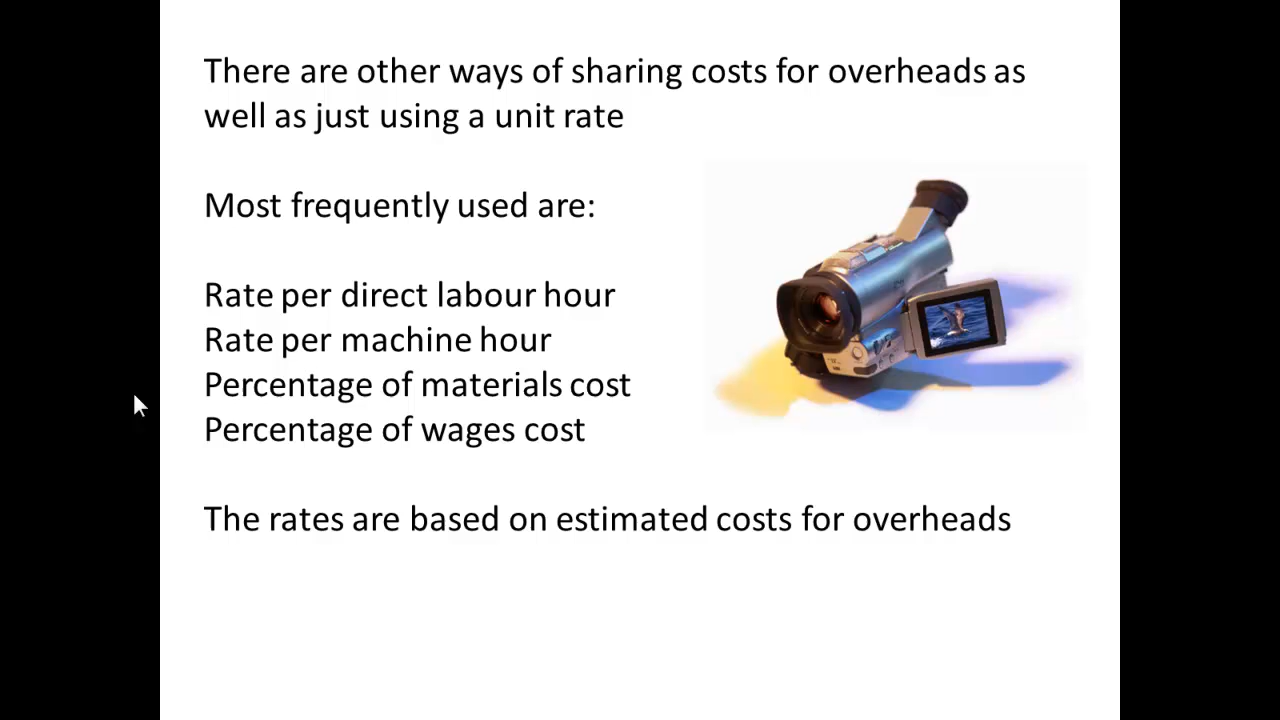 There are other ways of sharing costs for overheads as
well as just using a unit rate
Most frequently used are:
Rate per direct labour hour
Rate per machine hour
Percentage of materials cost
Percentage of wages cost
The rates are based on estimated costs for overheads